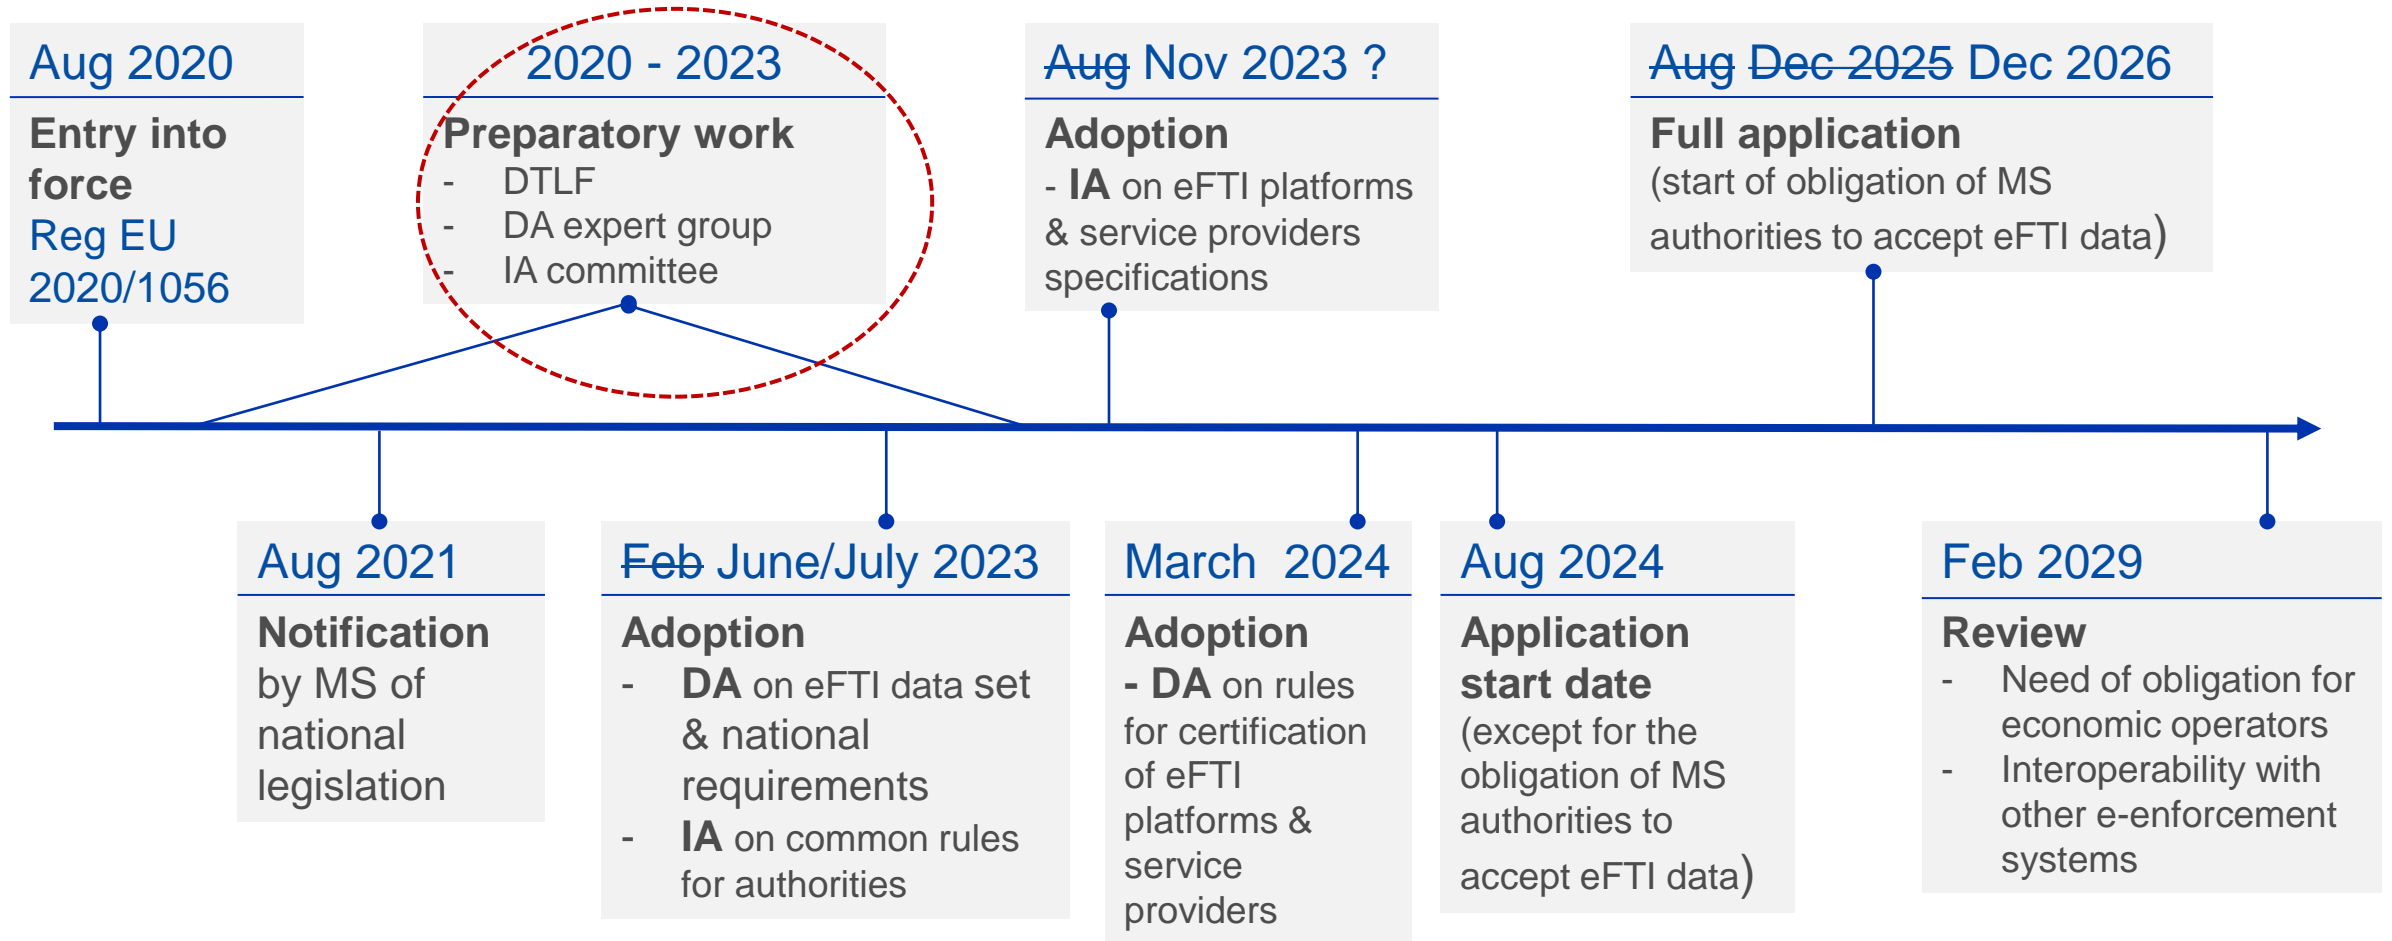 Aug 2020
Entry into
force
Reg EU
2020/1056
2020 - 2023
Preparatory work
- DTLF
- DA expert group
- IA committee
Aug Nov 2023 ?
Adoption
- IA on eFTI platforms
& service providers
specifications
Aug Dec 2025 Dec 2026
Full application
(start of obligation of MS
authorities to accept eFTI data)
Aug 2021
Notification
by MS of
national
legislation
Feb June/July 2023
Adoption
- DA on eFTI data set
& national
requirements
- IA on common rules
for authorities
March 2024
Adoption
- DA on rules
for certification
of eFTI
platforms &
service
providers
Aug 2024
Application
start date
(except for the
obligation of MS
authorities to
accept eFTI data)
Feb 2029
Review
- Need of obligation for
economic operators
- Interoperability with
other e-enforcement
systems